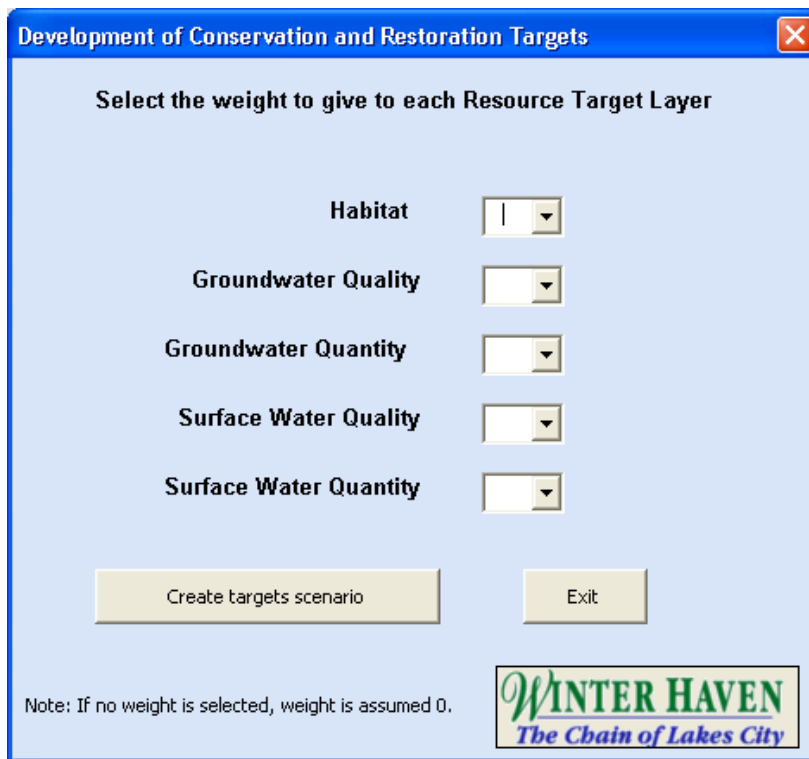 Development of Conservation and Restoration Targets
Select the weight to give to each Resource Target Layer
Habitat
Groundwater Quality
Groundwater Quantity
Surface Water Quality
Surface Water Quantity
Create targets scenario
Exit
Note: If no weight is selected, weight is assumed 0.
WINTER HAVEN
The Chain of Lakes City